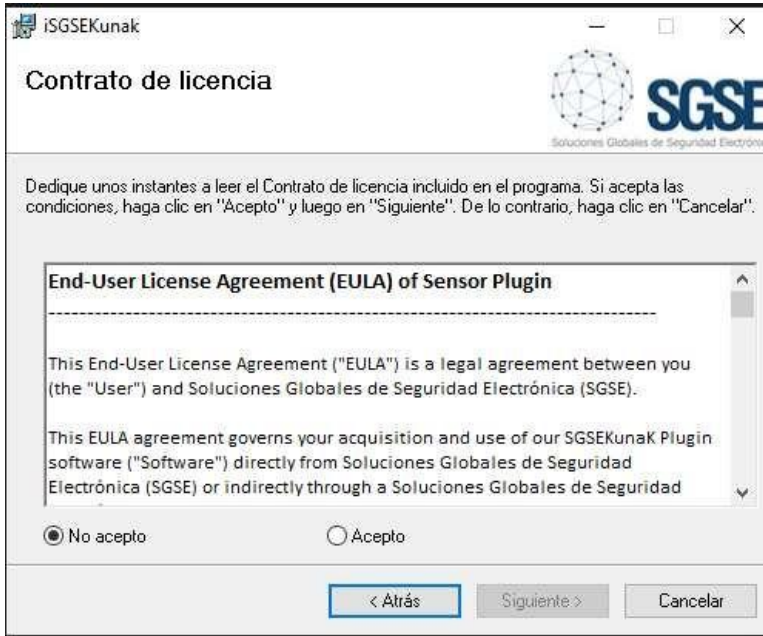 iSGSEKunak
Contrato de licencia
SGSE
Soluciones Globales de Seguridad Electrónic
Dedique unos instantes a leer el Contrato de licencia incluido en el programa. Si acepta las
condiciones, haga clic en "Acepto" y luego en "Siguiente". De lo contrario, haga clic en "Cancelar".
End-User License Agreement (EULA) of Sensor Plugin
--------------------------------------------------------------------------------
This End-User License Agreement ("EULA") is a legal agreement between you
(the "User") and Soluciones Globales de Seguridad Electrónica (SGSE).
This EULA agreement governs your acquisition and use of our SGSEKunaK Plugin
software ("Software") directly from Soluciones Globales de Seguridad
Electrónica (SGSE) or indirectly through a Soluciones Globales de Seguridad
No acepto
Acepto
< Atrás
Siguiente >
Cancelar